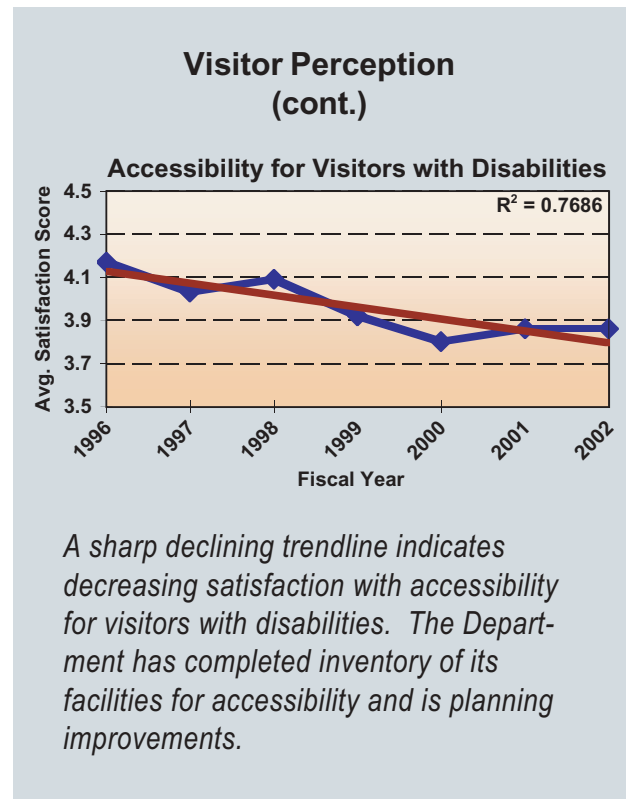 Visitor Perception
(cont.)
Accessibility for Visitors with Disabilities
R² = 0.7686
Avg. Satisfaction Score
4.5
4.3
4.1
3.9
3.7
3.5
1996
1997
1998
1999
2000
2001
2002
Fiscal Year
A sharp declining trendline indicates
decreasing satisfaction with accessibility
for visitors with disabilities.  The Depart-
ment has completed inventory of its
facilities for accessibility and is planning
improvements.